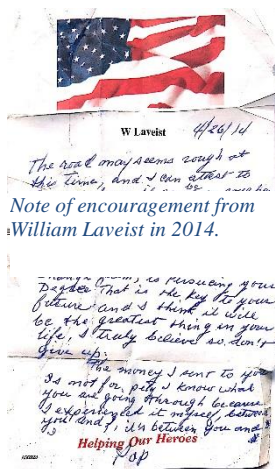 W Laveist 4/26/14
The road may seems rough at
this time, and I can attest to
Note of encouragement from
William Laveist in 2014.
is persucing your
Degree that is the key to your
future and I think it will
be the greatest thing in your
life, I truly believe so, don't
give up.
The money I sent to you
Is not for pety I know what
you are going through because
I experienced it myself, between
you and I, it's between you and
Helping Our Heroes
Pop